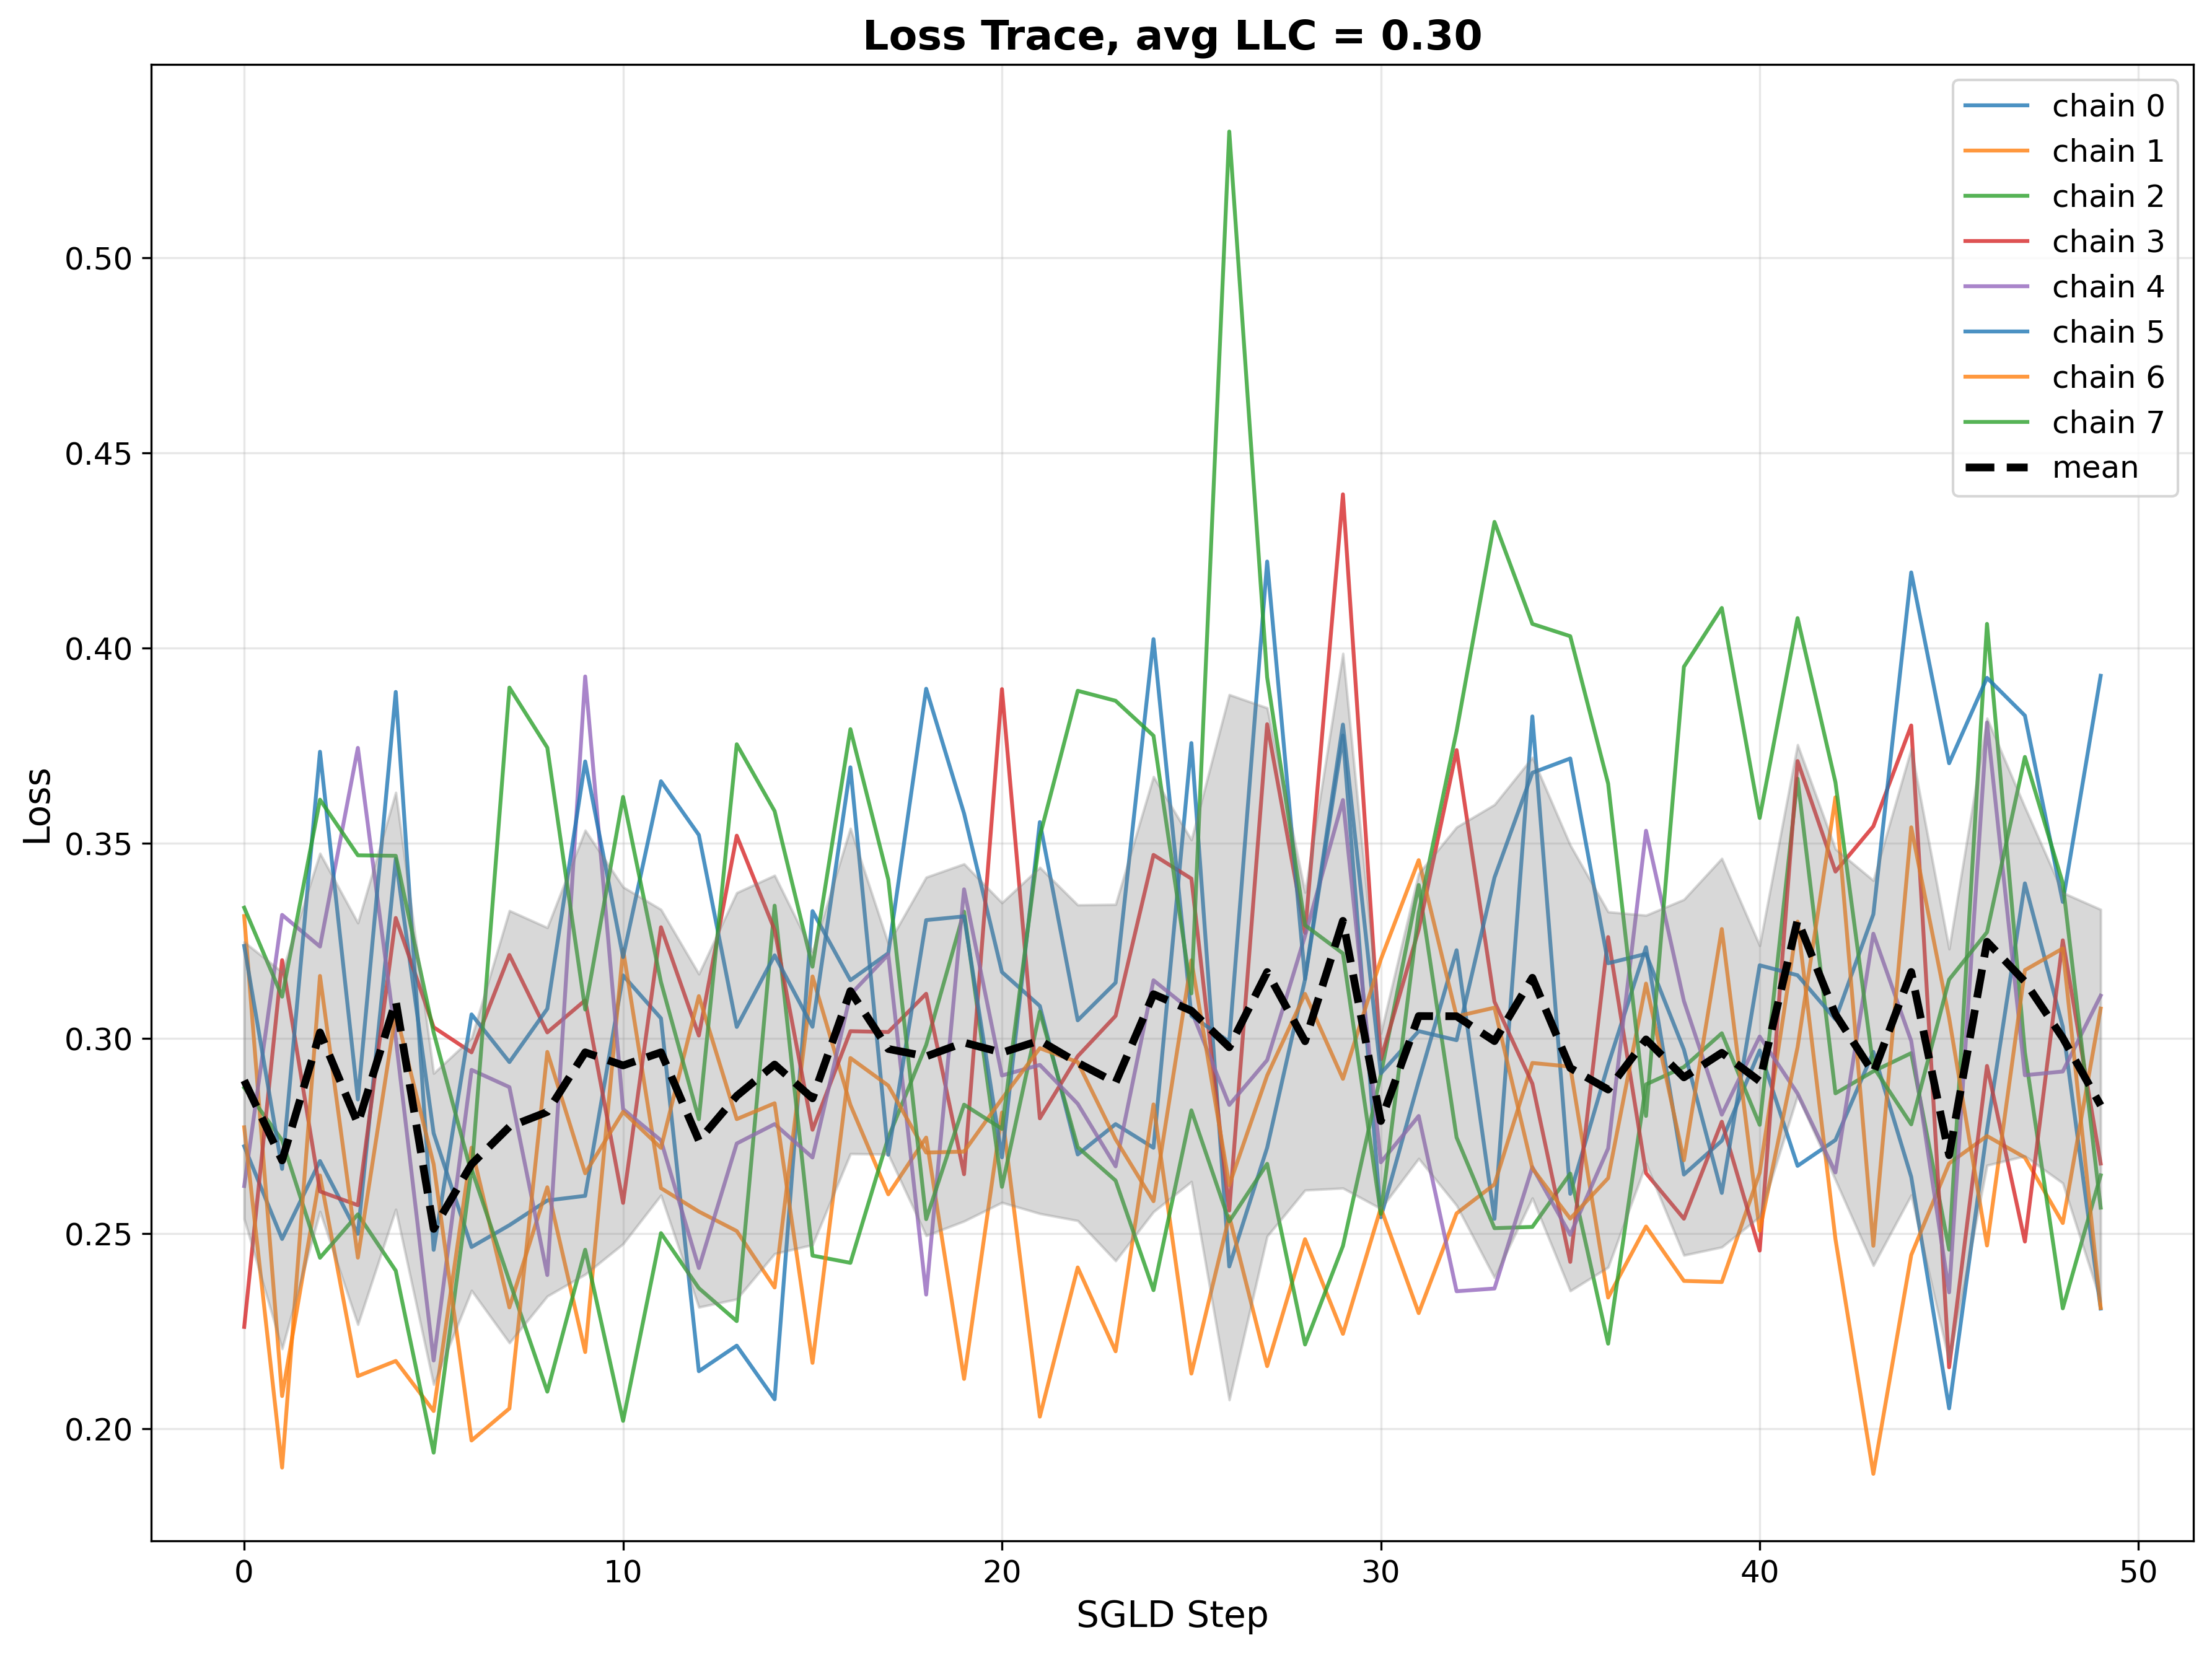 Loss Trace, avg LLC = 0.30
chain 0
chain 1
chain 2
chain 3
chain 4
chain 5
chain 6
chain 7
mean
Loss
0.50
0.45
0.40
0.35
0.30
0.25
0.20
0
10
20
30
40
50
SGLD Step